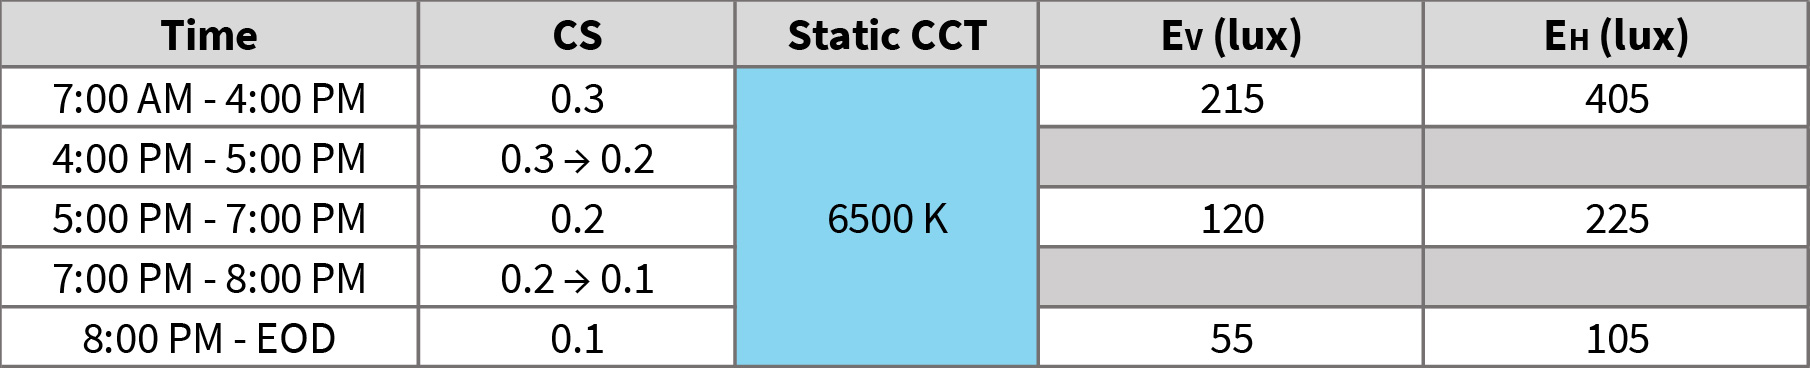 Time CS Static CCT EV (lux) EH (lux)
7:00 AM - 4:00 PM 0.3 215 405
4:00 PM - 5:00 PM 0.3 → 0.2
5:00 PM - 7:00 PM 0.2 6500 K 120 225
7:00 PM - 8:00 PM 0.2 → 0.1
8:00 PM - EOD 0.1 55 105